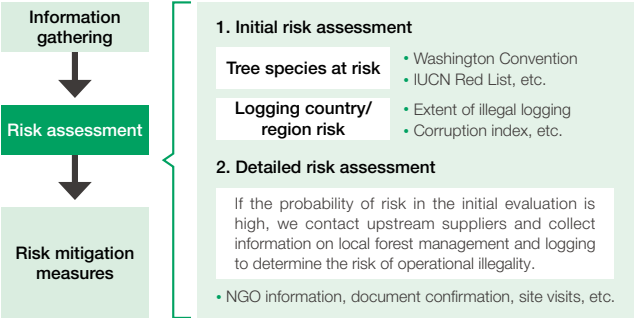 Information
gathering
Risk assessment
Risk mitigation
measures
1. Initial risk assessment
Tree species at risk
• Washington Convention
• IUCN Red List, etc.
Logging country/
region risk
• Extent of illegal logging
• Corruption index, etc.
2. Detailed risk assessment
If the probability of risk in the initial evaluation is
high, we contact upstream suppliers and collect
information on local forest management and logging
to determine the risk of operational illegality.
• NGO information, document confirmation, site visits, etc.